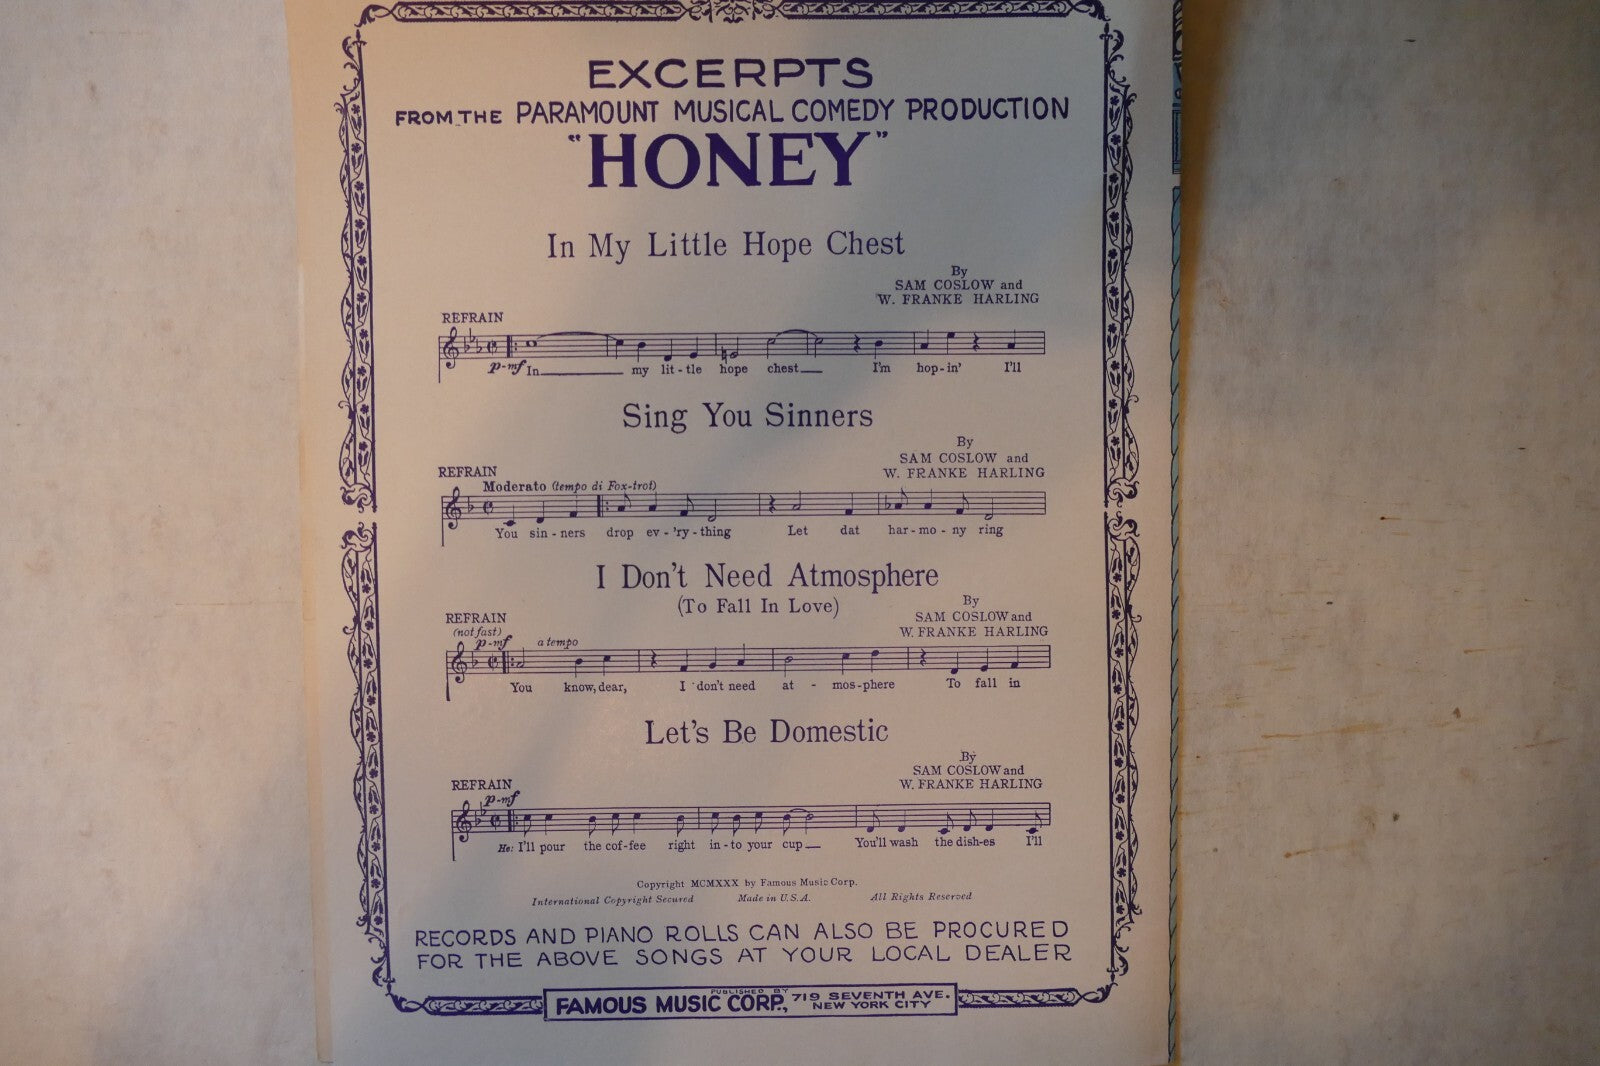 EXCERPTS
FROM THE PARAMOUNT MUSICAL COMEDY PRODUCTION
"HONEY"
In My Little Hope Chest
By
SAM COSLOW and
W. FRANKE HARLING
REFRAIN
p-mf In my lit-tle hope chest I'm hop-in' I'll
Sing You Sinners
By
SAM COSLOW and
W. FRANKE HARLING
REFRAIN
Moderato (tempo di Fox-trot)
You sin-ners drop ev-'ry-thing Let dat har-mo-ny ring
I Don't Need Atmosphere
(To Fall In Love)
By
SAM COSLOW and
W. FRANKE HARLING
REFRAIN
(not fast)
p-mf a tempo
You know, dear, I don't need at-mos-phere To fall in
Let's Be Domestic
By
SAM COSLOW and
W. FRANKE HARLING
REFRAIN
p-mf
He: I'll pour the cof-fee right in-to your cup You'll wash the dish-es I'll
Copyright MCMXXX by Famous Music Corp.
International Copyright Secured Made in U.S.A. All Rights Reserved
RECORDS AND PIANO ROLLS CAN ALSO BE PROCURED
FOR THE ABOVE SONGS AT YOUR LOCAL DEALER
PUBLISHED BY
FAMOUS MUSIC CORP., 719 SEVENTH AVE.
NEW YORK CITY